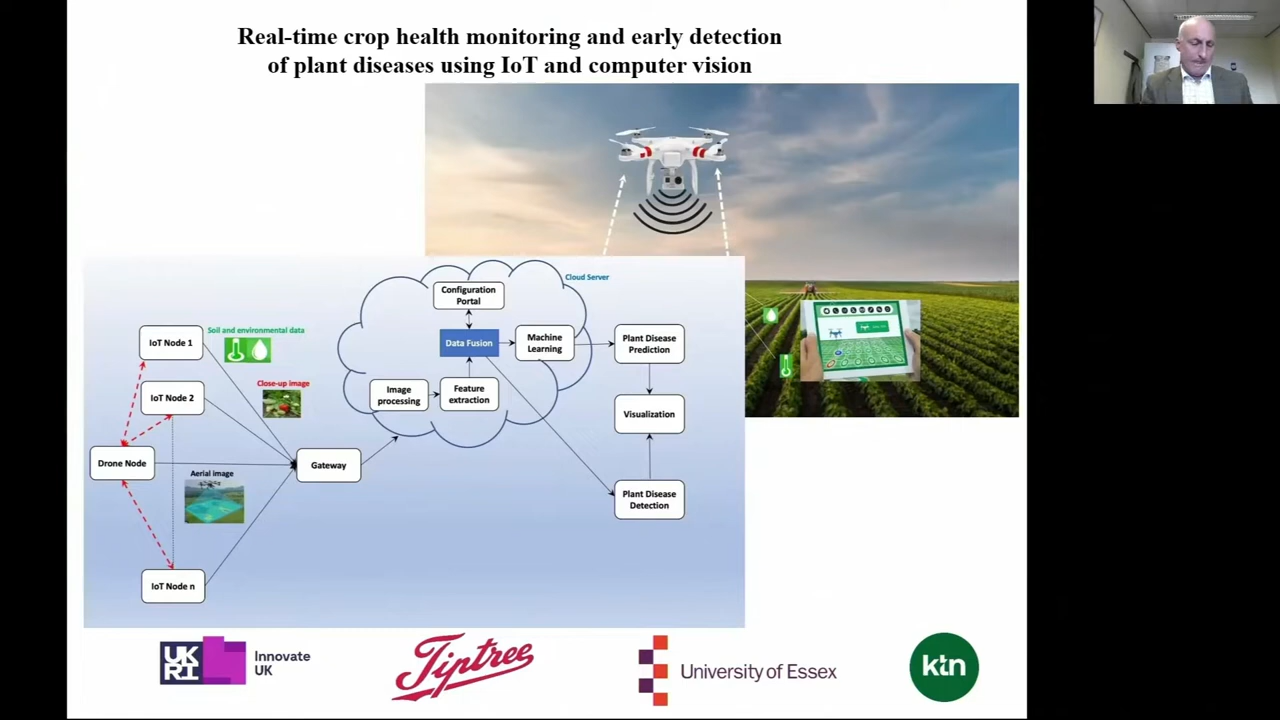 Real-time crop health monitoring and early detection
of plant diseases using IoT and computer vision
Cloud Server
Configuration
Portal
Data Fusion
Machine
Learning
Image
processing
Feature
extraction
Plant Disease
Prediction
Visualization
Plant Disease
Detection
IoT Node 1
Soil and environmental data
IoT Node 2
Close-up image
Drone Node
Aerial image
Gateway
IoT Node n
UK
RI
Innovate
UK
Tiptree
University of Essex
ktn